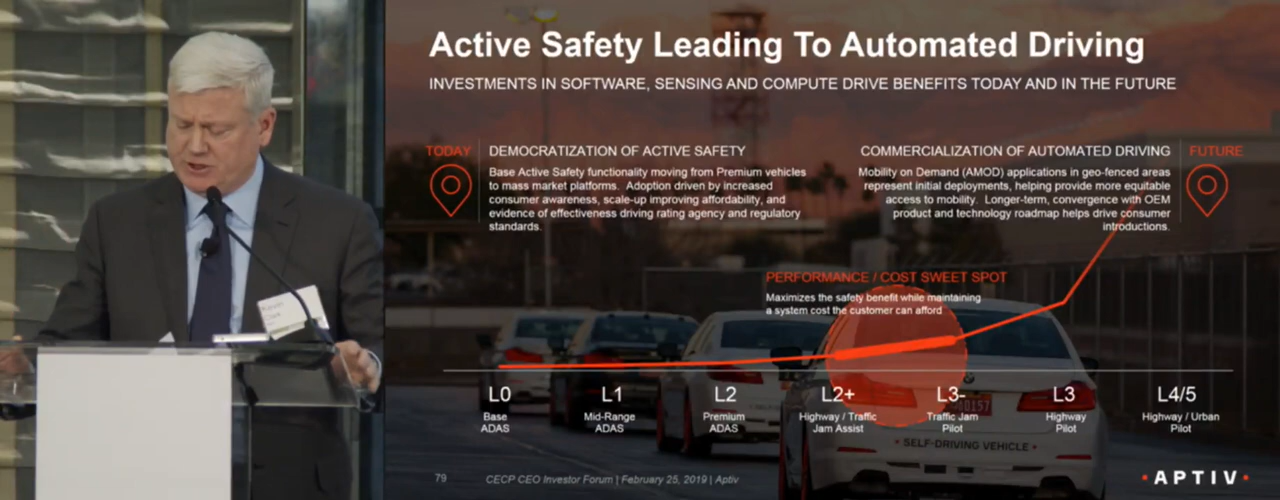 Active Safety Leading To Automated Driving
INVESTMENTS IN SOFTWARE, SENSING AND COMPUTE DRIVE BENEFITS TODAY AND IN THE FUTURE
TODAY
DEMOCRATIZATION OF ACTIVE SAFETY
Base Active Safety functionality moving from Premium vehicles
to mass market platforms. Adoption driven by increased
consumer awareness, scale-up improving affordability, and
evidence of effectiveness driving rating agency and regulatory
standards.
COMMERCIALIZATION OF AUTOMATED DRIVING
FUTURE
Mobility on Demand (AMOD) applications in geo-fenced areas
represent initial deployments, helping provide more equitable
access to mobility. Longer-term, convergence with OEM
product and technology roadmap helps drive consumer
introductions.
PERFORMANCE / COST SWEET SPOT
Maximizes the safety benefit while maintaining
a system cost the customer can afford
L0
Base
ADAS
L1
Mid-Range
ADAS
L2
Premium
ADAS
L2+
Highway / Traffic
Jam Assist
L3-
Traffic Jam
Pilot
L3
Highway
Pilot
L4/5
Highway / Urban
Pilot
SELF-DRIVING VEHICLE
79
CECP CEO Investor Forum | February 25, 2019 | Aptiv
APTIV